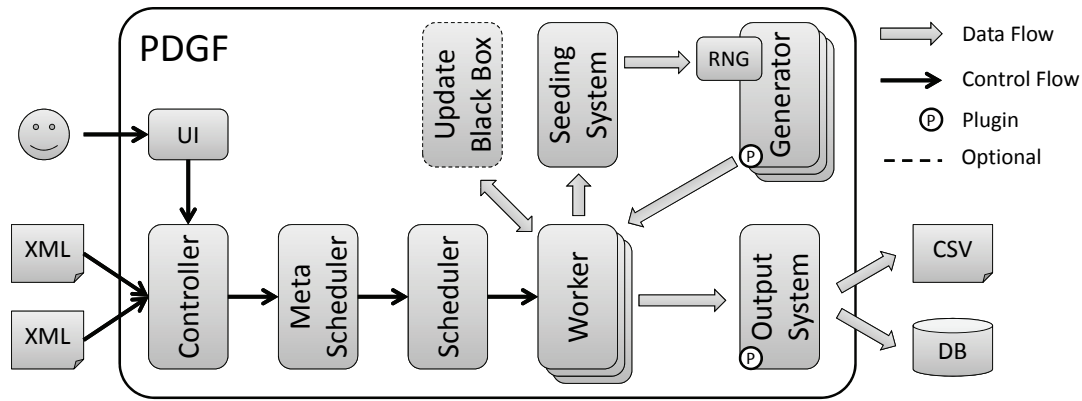 PDGF
UI
XML
XML
Controller
Meta
Scheduler
Scheduler
Update
Black Box
Seeding
System
RNG
Generator
P
Worker
Output
System
P
CSV
DB
Data Flow
Control Flow
P
Plugin
Optional